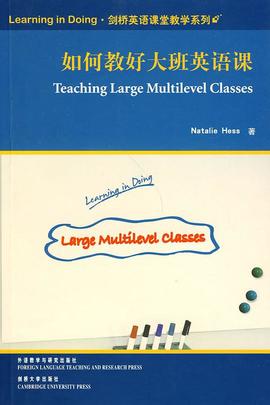 Learning in Doing · 剑桥英语课堂教学系列
如何教好大班英语课
Teaching Large Multilevel Classes
Natalie Hess 著
Learning in Doing
Large Multilevel Classes
外语教学与研究出版社
FOREIGN LANGUAGE TEACHING AND RESEARCH PRESS
剑桥大学出版社
CAMBRIDGE UNIVERSITY PRESS